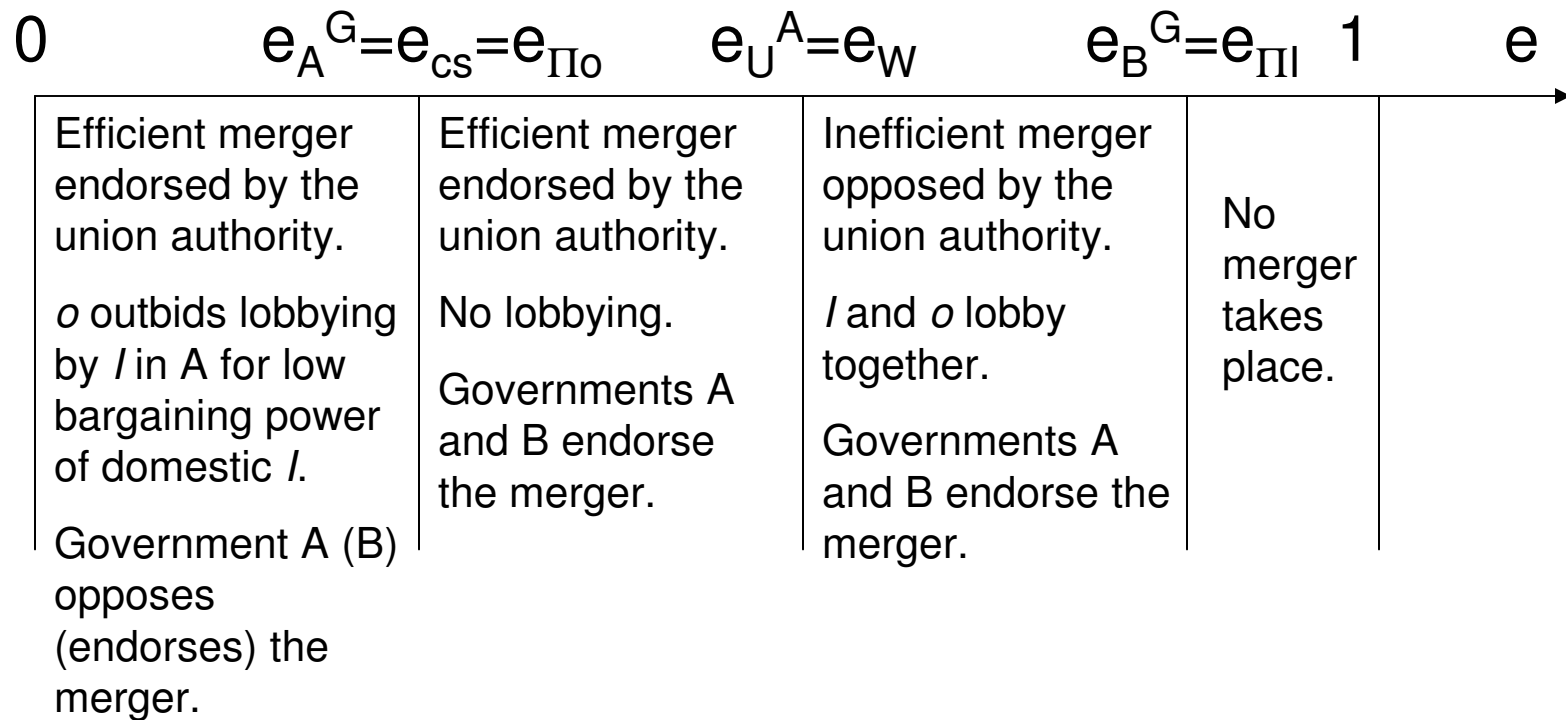 0 e_A^G=e_cs=e_Πo e_U^A=e_W e_B^G=e_Πl 1 e
Efficient merger
endorsed by the
union authority.
o outbids lobbying
by l in A for low
bargaining power
of domestic l.
Government A (B)
opposes
(endorses) the
merger.
Efficient merger
endorsed by the
union authority.
No lobbying.
Governments A
and B endorse
the merger.
Inefficient merger
opposed by the
union authority.
l and o lobby
together.
Governments A
and B endorse the
merger.
No
merger
takes
place.